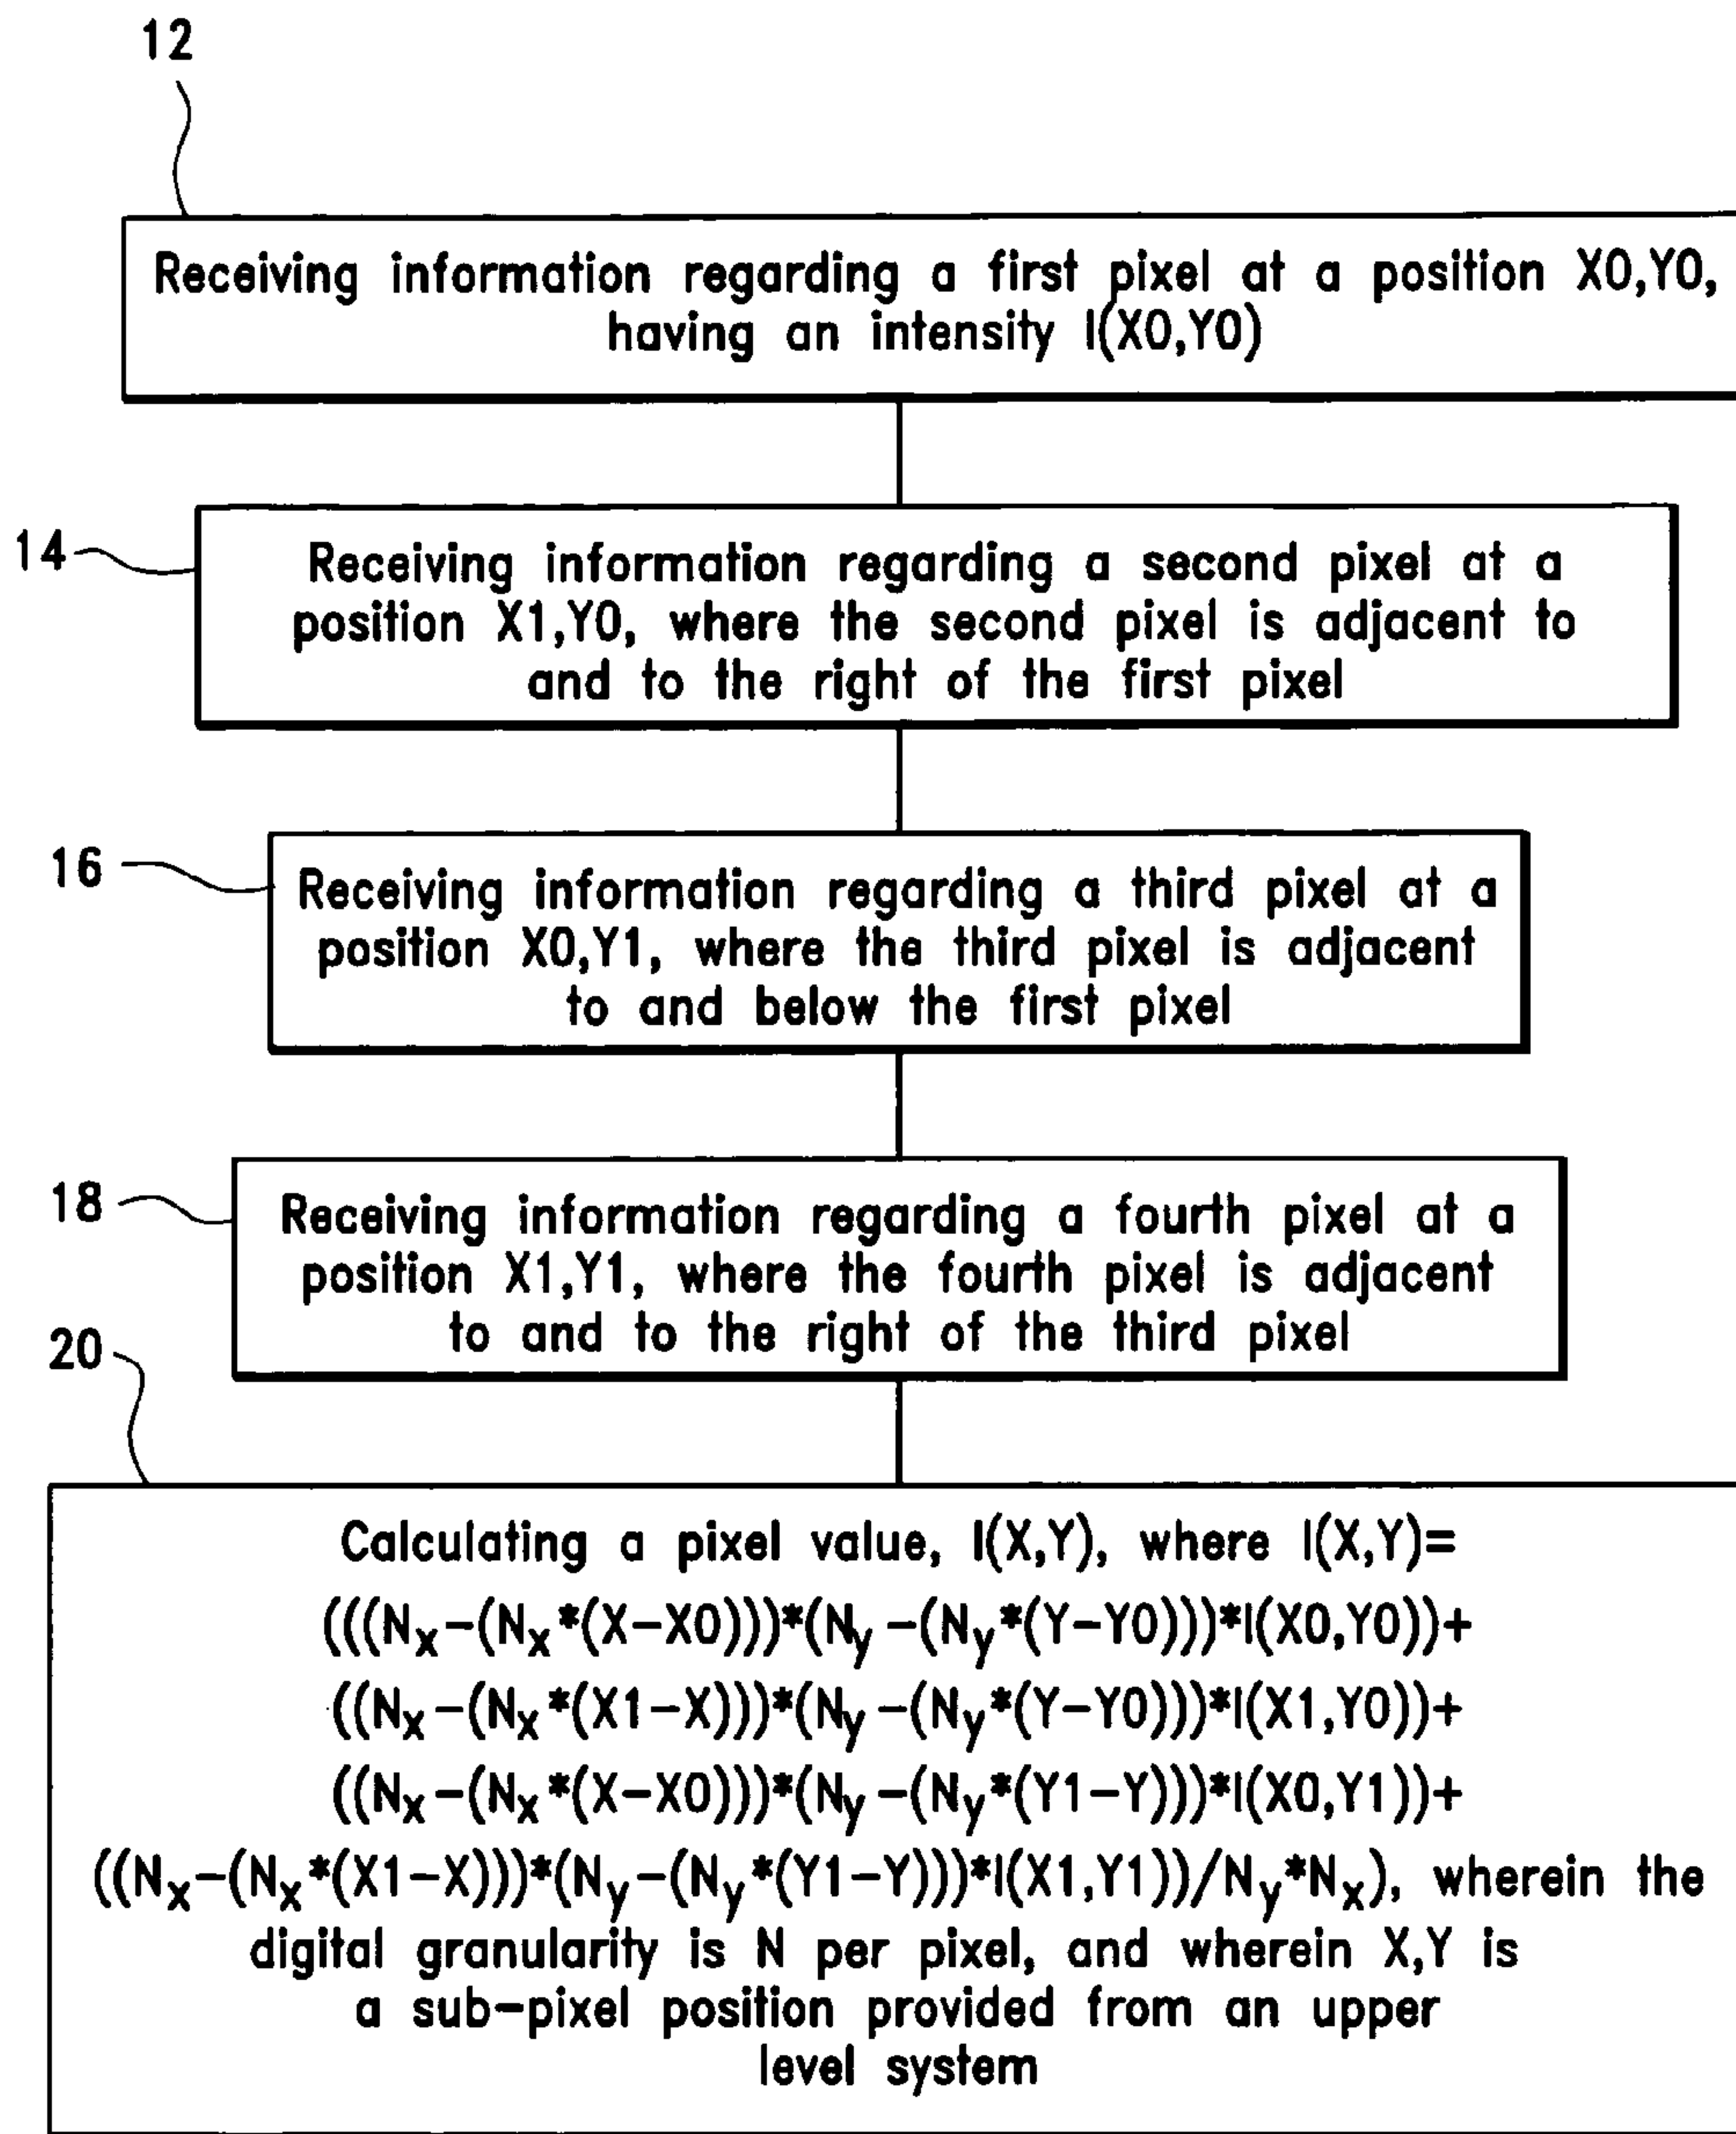 12
Receiving information regarding a first pixel at a position X0,Y0,
having an intensity I(X0,Y0)
14
Receiving information regarding a second pixel at a
position X1,Y0, where the second pixel is adjacent to
and to the right of the first pixel
16
Receiving information regarding a third pixel at a
position X0,Y1, where the third pixel is adjacent
to and below the first pixel
18
Receiving information regarding a fourth pixel at a
position X1,Y1, where the fourth pixel is adjacent
to and to the right of the third pixel
20
Calculating a pixel value, I(X,Y), where I(X,Y)=
(((Nx-(Nx*(X-X0)))*(Ny-(Ny*(Y-Y0)))*I(X0,Y0))+
((Nx-(Nx*(X1-X)))*(Ny-(Ny*(Y-Y0)))*I(X1,Y0))+
((Nx-(Nx*(X-X0)))*(Ny-(Ny*(Y1-Y)))*I(X0,Y1))+
((Nx-(Nx*(X1-X)))*(Ny-(Ny*(Y1-Y)))*I(X1,Y1))/Ny*Nx), wherein the
digital granularity is N per pixel, and wherein X,Y is
a sub-pixel position provided from an upper
level system